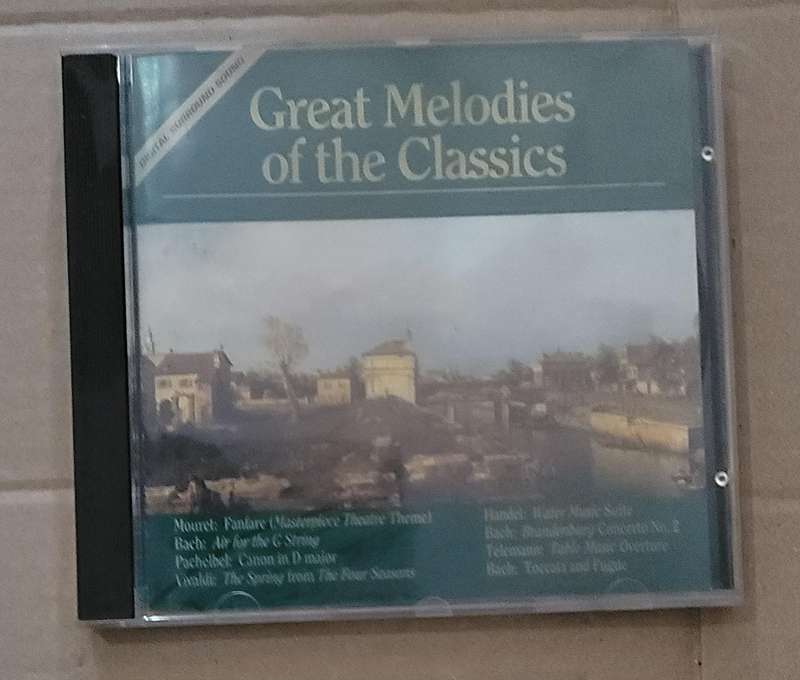 DIGITAL SURROUND SOUND
Great Melodies
of the Classics
Mouret: Fanfare (Masterpiece Theatre Theme)
Bach: Air for the G String
Pachelbel: Canon in D major
Vivaldi: The Spring from The Four Seasons
Handel: Water Music Suite
Bach: Brandenburg Concerto No. 2
Telemann: Table Music Overture
Bach: Toccata and Fugue